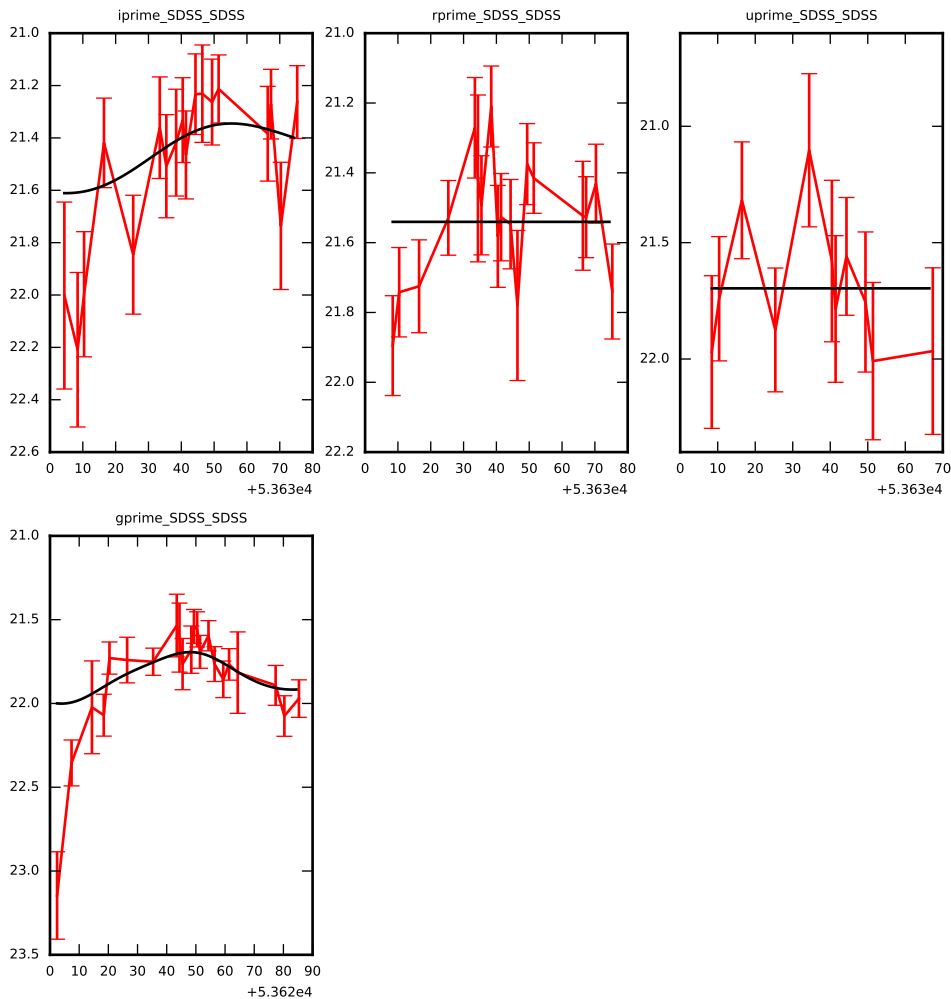 iprime_SDSS_SDSS
21.0
21.2
21.4
21.6
21.8
22.0
22.2
22.4
22.6
0 10 20 30 40 50 60 70 80
+5.363e4
rprime_SDSS_SDSS
21.0
21.2
21.4
21.6
21.8
22.0
22.2
0 10 20 30 40 50 60 70 80
+5.363e4
uprime_SDSS_SDSS
21.0
21.5
22.0
0 10 20 30 40 50 60 70
+5.363e4
gprime_SDSS_SDSS
21.0
21.5
22.0
22.5
23.0
23.5
0 10 20 30 40 50 60 70 80 90
+5.362e4